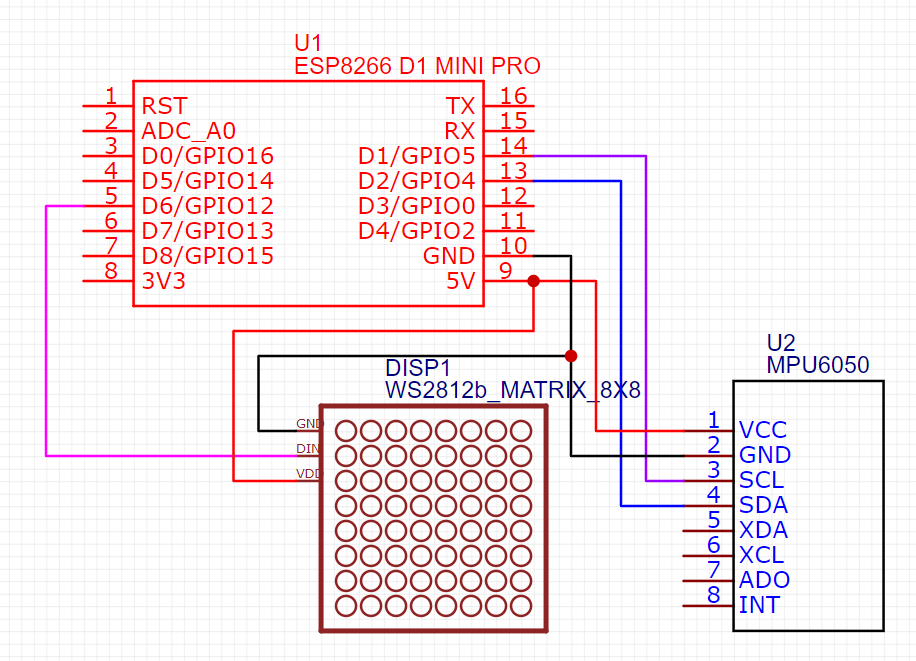 U1
ESP8266 D1 MINI PRO
1 RST TX 16
2 ADC_A0 RX 15
3 D0/GPIO16 D1/GPIO5 14
4 D5/GPIO14 D2/GPIO4 13
5 D6/GPIO12 D3/GPIO0 12
6 D7/GPIO13 D4/GPIO2 11
7 D8/GPIO15 GND 10
8 3V3 5V 9
DISP1
WS2812b_MATRIX_8X8
GND
DIN
VDD
U2
MPU6050
1 VCC
2 GND
3 SCL
4 SDA
5 XDA
6 XCL
7 ADO
8 INT